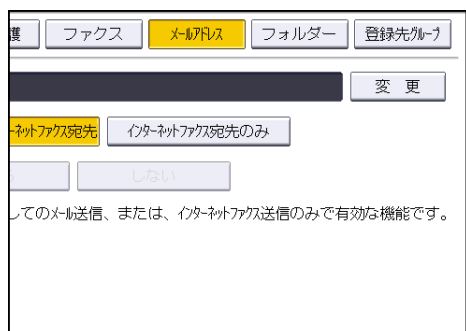 護 ファクス メールアドレス フォルダー 登録先グループ
変更
ーネットファクス宛先 インターネットファクス宛先のみ
しない
してのメール送信、または、インターネットファクス送信のみで有効な機能です。